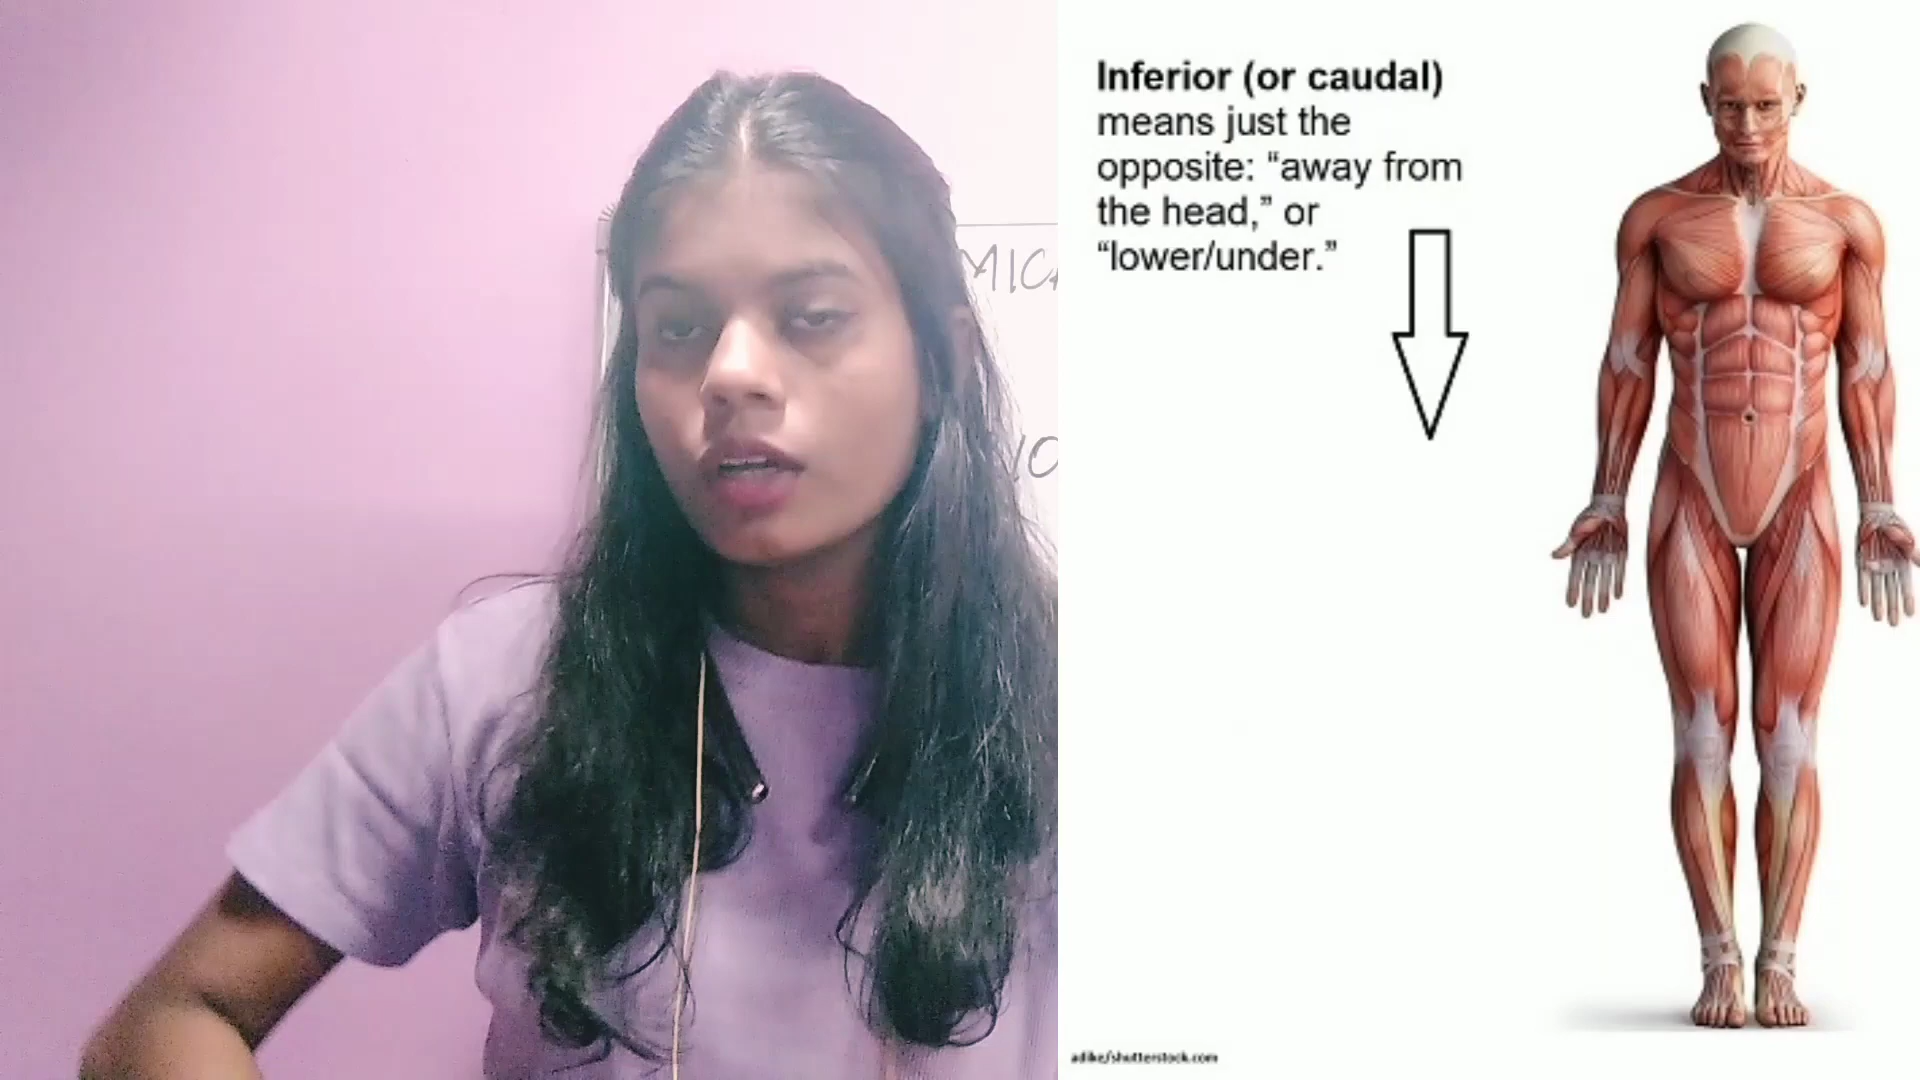 Inferior (or caudal)
means just the
opposite: “away from
the head,” or
“lower/under.”
adike/shutterstock.com